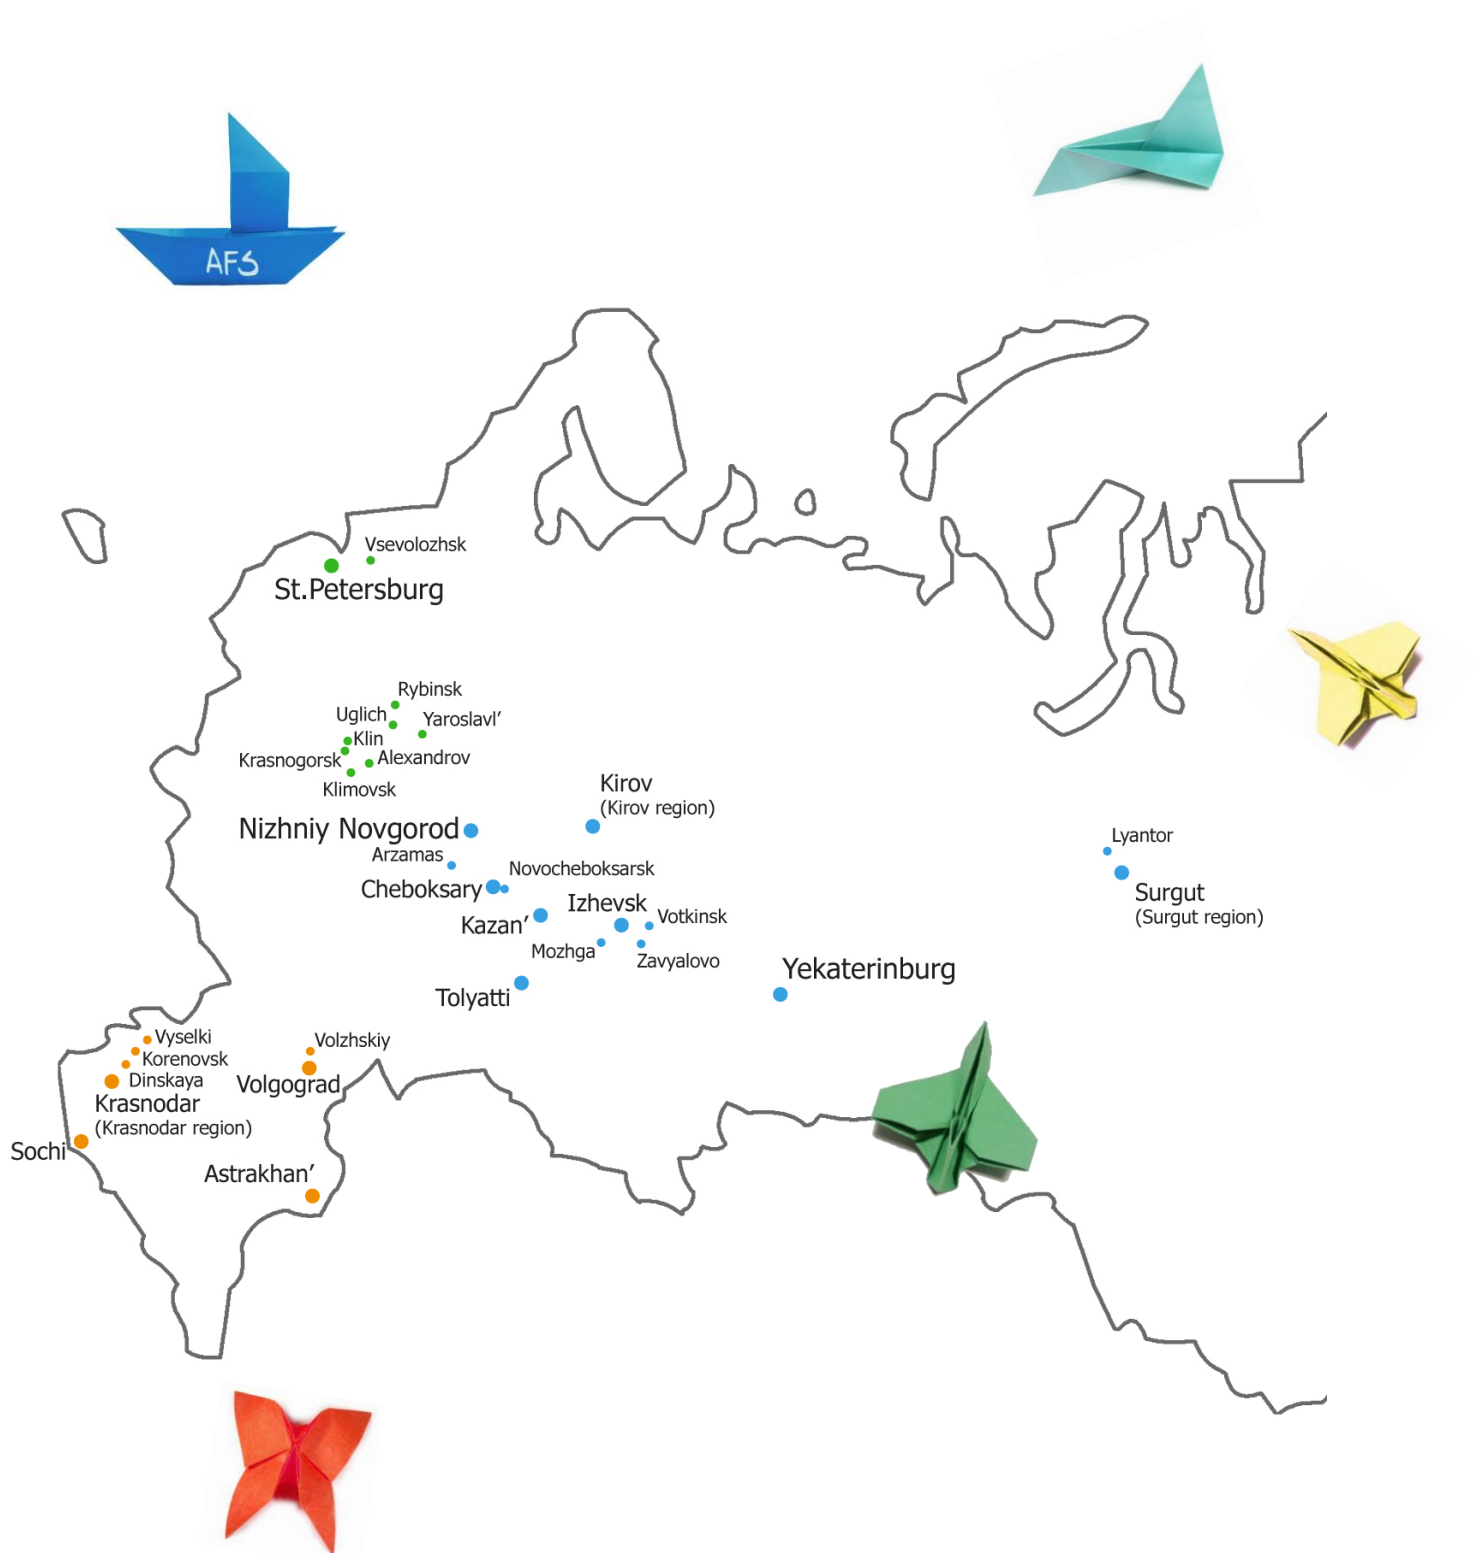 AFS
Vsevolozhsk
St.Petersburg
Rybinsk
Uglich
Yaroslavl’
Klin
Krasnogorsk
Alexandrov
Klimovsk
Kirov
(Kirov region)
Nizhniy Novgorod
Arzamas
Novocheboksarsk
Cheboksary
Izhevsk
Kazan’
Votkinsk
Mozhga
Zavyalovo
Tolyatti
Yekaterinburg
Lyantor
Surgut
(Surgut region)
Vyselki
Korenovsk
Dinskaya
Krasnodar
(Krasnodar region)
Sochi
Volzhskiy
Volgograd
Astrakhan’